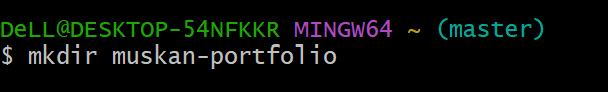 DeLL@DESKTOP-54NFKKR MINGW64 ~ (master)
$ mkdir muskan-portfolio